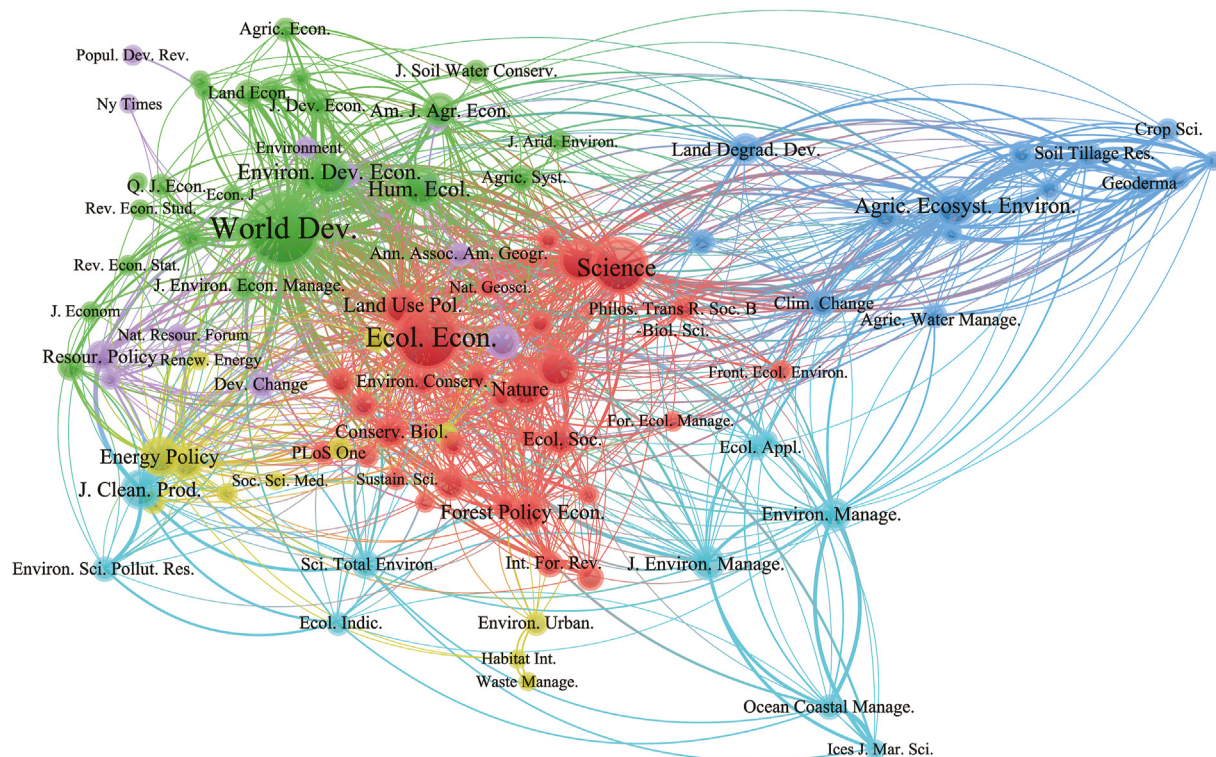 Agric. Econ.
Popul. Dev. Rev.
J. Soil Water Conserv.
Land Econ.
Ny Times
J. Dev. Econ.
Am. J. Agr. Econ.
Crop Sci.
J. Arid. Environ.
Environment
Land Degrad. Dev.
Soil Tillage Res.
Environ. Dev. Econ.
Agric. Syst.
Geoderma
Q. J. Econ.
Econ. J
Hum. Ecol.
Rev. Econ. Stud.
Agric. Ecosyst. Environ.
World Dev.
Ann. Assoc. Am. Geogr.
Rev. Econ. Stat.
Science
J. Environ. Econ. Manage.
Nat. Geosci.
Land Use Pol.
Clim. Change
J. Econom
Philos. Trans R. Soc. B
-Biol. Sci.
Agric. Water Manage.
Nat. Resour. Forum
Ecol. Econ.
Resour. Policy
Renew. Energy
Front. Ecol. Environ.
Dev. Change
Environ. Conserv.
Nature
For. Ecol. Manage.
Conserv. Biol.
Ecol. Soc.
Ecol. Appl.
PLoS One
Energy Policy
Soc. Sci. Med.
Sustain. Sci.
J. Clean. Prod.
Forest Policy Econ.
Environ. Manage.
Environ. Sci. Pollut. Res.
Sci. Total Environ.
Int. For. Rev.
J. Environ. Manage.
Ecol. Indic.
Environ. Urban.
Habitat Int.
Waste Manage.
Ocean Coastal Manage.
Ices J. Mar. Sci.